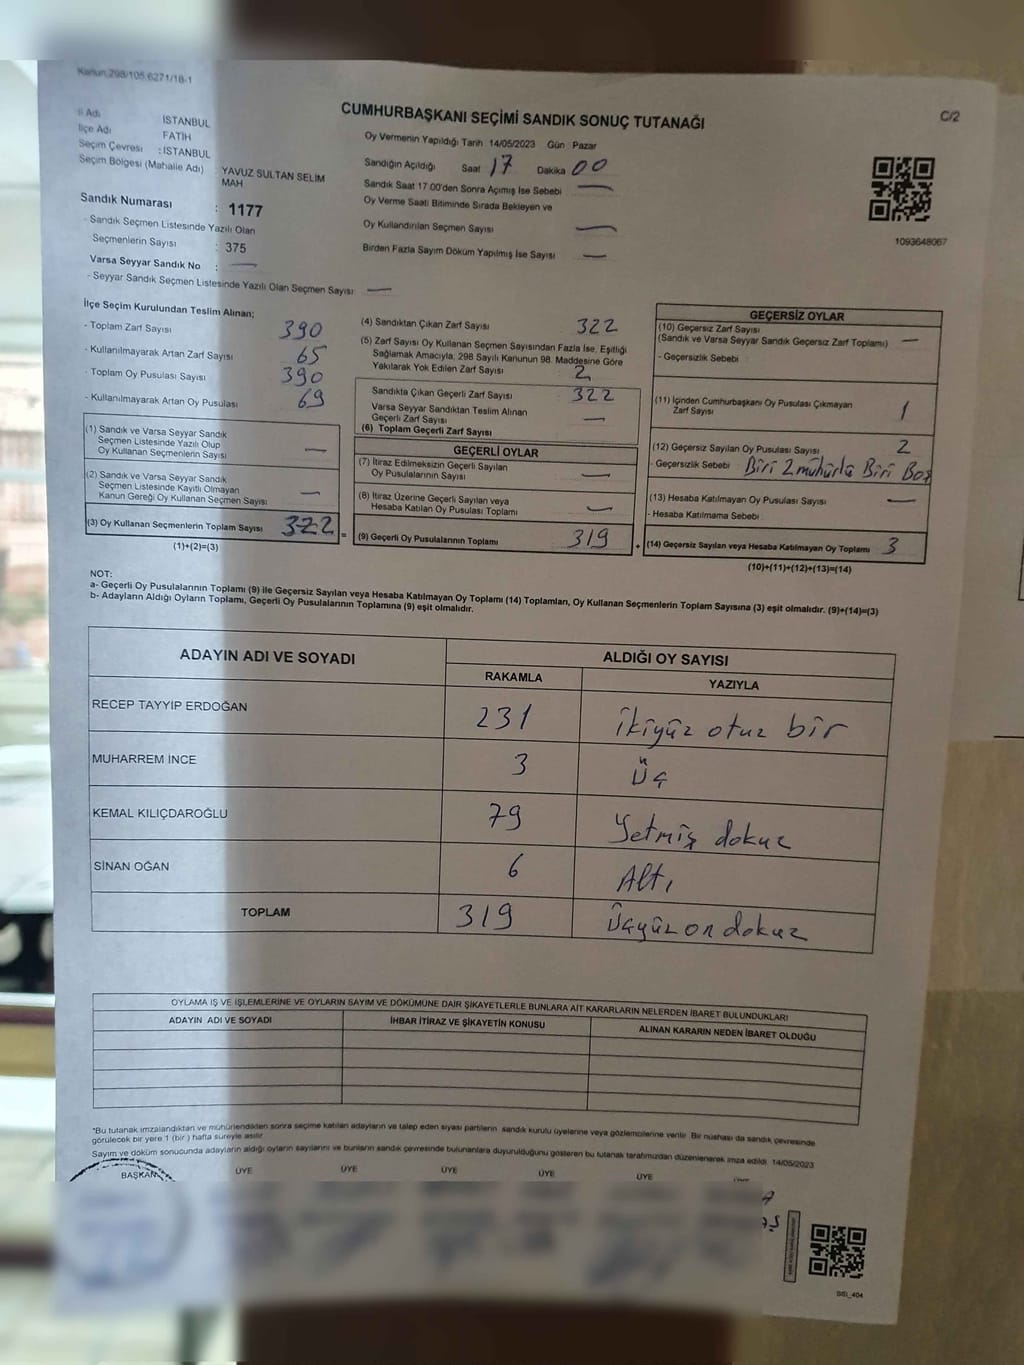 Kanun,298/105,6271/18-1
C/2
CUMHURBAŞKANI SEÇİMİ SANDIK SONUÇ TUTANAĞI
İl Adı İSTANBUL
İlçe Adı FATİH
Seçim Çevresi : İSTANBUL
Seçim Bölgesi (Mahalle Adı) : YAVUZ SULTAN SELİM MAH
Sandık Numarası : 1177
- Sandık Seçmen Listesinde Yazılı Olan
Seçmenlerin Sayısı : 375
Varsa Seyyar Sandık No : —
- Seyyar Sandık Seçmen Listesinde Yazılı Olan Seçmen Sayısı: —
Oy Vermenin Yapıldığı Tarih :14/05/2023 Gün : Pazar
Sandığın Açıldığı Saat 17 Dakika 00
Sandık Saat 17.00'den Sonra Açımış İse Sebebi —
Oy Verme Saati Bitiminde Sırada Bekleyen ve
Oy Kullandırılan Seçmen Sayısı —
Birden Fazla Sayım Döküm Yapılmış İse Sayısı —
1093648067
İlçe Seçim Kurulundan Teslim Alınan;
- Toplam Zarf Sayısı 390
- Kullanılmayarak Artan Zarf Sayısı 65
- Toplam Oy Pusulası Sayısı 390
- Kullanılmayarak Artan Oy Pusulası 69
(1) Sandık ve Varsa Seyyar Sandık
Seçmen Listesinde Yazılı Olup
Oy Kullanan Seçmenlerin Sayısı —
(2) Sandık ve Varsa Seyyar Sandık
Seçmen Listesinde Kayıtlı Olmayan
Kanun Gereği Oy Kullanan Seçmen Sayısı —
(3) Oy Kullanan Seçmenlerin Toplam Sayısı 322 =
(1)+(2)=(3)
(4) Sandıktan Çıkan Zarf Sayısı 322
(5) Zarf Sayısı Oy Kullanan Seçmen Sayısından Fazla İse, Eşitliği
Sağlamak Amacıyla, 298 Sayılı Kanunun 98. Maddesine Göre
Yakılarak Yok Edilen Zarf Sayısı 2
Sandıkta Çıkan Geçerli Zarf Sayısı 322
Varsa Seyyar Sandıktan Teslim Alınan
Geçerli Zarf Sayısı —
(6) Toplam Geçerli Zarf Sayısı
GEÇERLİ OYLAR
(7) İtiraz Edilmeksizin Geçerli Sayılan
Oy Pusulalarının Sayısı —
(8) İtiraz Üzerine Geçerli Sayılan veya
Hesaba Katılan Oy Pusulası Toplamı —
(9) Geçerli Oy Pusulalarının Toplamı 319 +
GEÇERSİZ OYLAR
(10) Geçersiz Zarf Sayısı
(Sandık ve Varsa Seyyar Sandık Geçersiz Zarf Toplamı) —
- Geçersizlik Sebebi
(11) İçinden Cumhurbaşkanı Oy Pusulası Çıkmayan
Zarf Sayısı 1
(12) Geçersiz Sayılan Oy Pusulası Sayısı 2
- Geçersizlik Sebebi Biri 2 mühürlü Biri Boş
(13) Hesaba Katılmayan Oy Pusulası Sayısı —
- Hesaba Katılmama Sebebi
(14) Geçersiz Sayılan veya Hesaba Katılmayan Oy Toplamı 3
(10)+(11)+(12)+(13)=(14)
NOT:
a- Geçerli Oy Pusulalarının Toplamı (9) ile Geçersiz Sayılan veya Hesaba Katılmayan Oy Toplamı (14) Toplamları, Oy Kullanan Seçmenlerin Toplam Sayısına (3) eşit olmalıdır. (9)+(14)=(3)
b- Adayların Aldığı Oyların Toplamı, Geçerli Oy Pusulalarının Toplamına (9) eşit olmalıdır.
ADAYIN ADI VE SOYADI ALDIĞI OY SAYISI
RAKAMLA YAZIYLA
RECEP TAYYİP ERDOĞAN 231 ikiyüz otuz bir
MUHARREM İNCE 3 Üç
KEMAL KILIÇDAROĞLU 79 Yetmiş dokuz
SİNAN OĞAN 6 Altı
TOPLAM 319 Üçyüz on dokuz
OYLAMA İŞ VE İŞLEMLERİNE VE OYLARIN SAYIM VE DÖKÜMÜNE DAİR ŞİKAYETLERLE BUNLARA AİT KARARLARIN NELERDEN İBARET BULUNDUKLARI
ADAYIN ADI VE SOYADI İHBAR İTİRAZ VE ŞİKAYETİN KONUSU ALINAN KARARIN NEDEN İBARET OLDUĞU
*Bu tutanak imzalandıktan ve mühürlendikten sonra seçime katılan adayların ve talep eden siyasi partilerin sandık kurulu üyelerine veya gözlemcilerine verilir. Bir nüshası da sandık çevresinde
görülecek bir yere 1 (bir) hafta süreyle asılır.
Sayım ve döküm sonucunda adayların aldığı oyların sayılarını ve bunların sandık çevresinde bulunanlara duyurulduğunu gösteren bu tutanak tarafımızdan düzenlenerek imza edildi. 14/05/2023
BAŞKAN ÜYE ÜYE ÜYE ÜYE ÜYE ÜYE